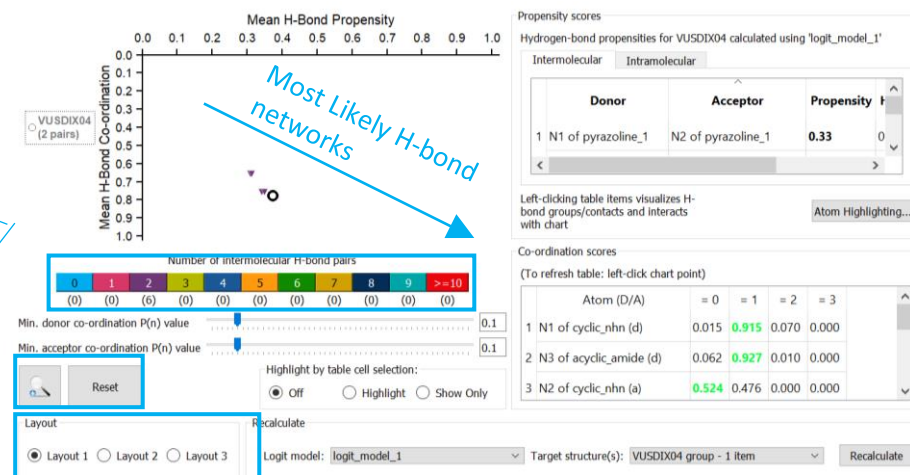 Mean H-Bond Propensity
0.0 0.1 0.2 0.3 0.4 0.5 0.6 0.7 0.8 0.9 1.0
Mean H-Bond Co-ordination
0.0
0.1
0.2
0.3
0.4
0.5
0.6
0.7
0.8
0.9
1.0
VUSDIX04
(2 pairs)
Most Likely H-bond
networks
Number of intermolecular H-bond pairs
0 1 2 3 4 5 6 7 8 9 >=10
(0) (0) (6) (0) (0) (0) (0) (0) (0) (0) (0)
Min. donor co-ordination P(n) value 0.1
Min. acceptor co-ordination P(n) value 0.1
Reset
Highlight by table cell selection:
Off Highlight Show Only
Layout
Layout 1 Layout 2 Layout 3
Propensity scores
Hydrogen-bond propensities for VUSDIX04 calculated using 'logit_model_1'
Intermolecular Intramolecular
Donor Acceptor Propensity
1 N1 of pyrazoline_1 N2 of pyrazoline_1 0.33 0
Left-clicking table items visualizes H-
bond groups/contacts and interacts
with chart
Atom Highlighting...
Co-ordination scores
(To refresh table: left-click chart point)
Atom (D/A) = 0 = 1 = 2 = 3
1 N1 of cyclic_nhn (d) 0.015 0.915 0.070 0.000
2 N3 of acyclic_amide (d) 0.062 0.927 0.010 0.000
3 N2 of cyclic_nhn (a) 0.524 0.476 0.000 0.000
Recalculate
Logit model: logit_model_1 Target structure(s): VUSDIX04 group - 1 item Recalculate